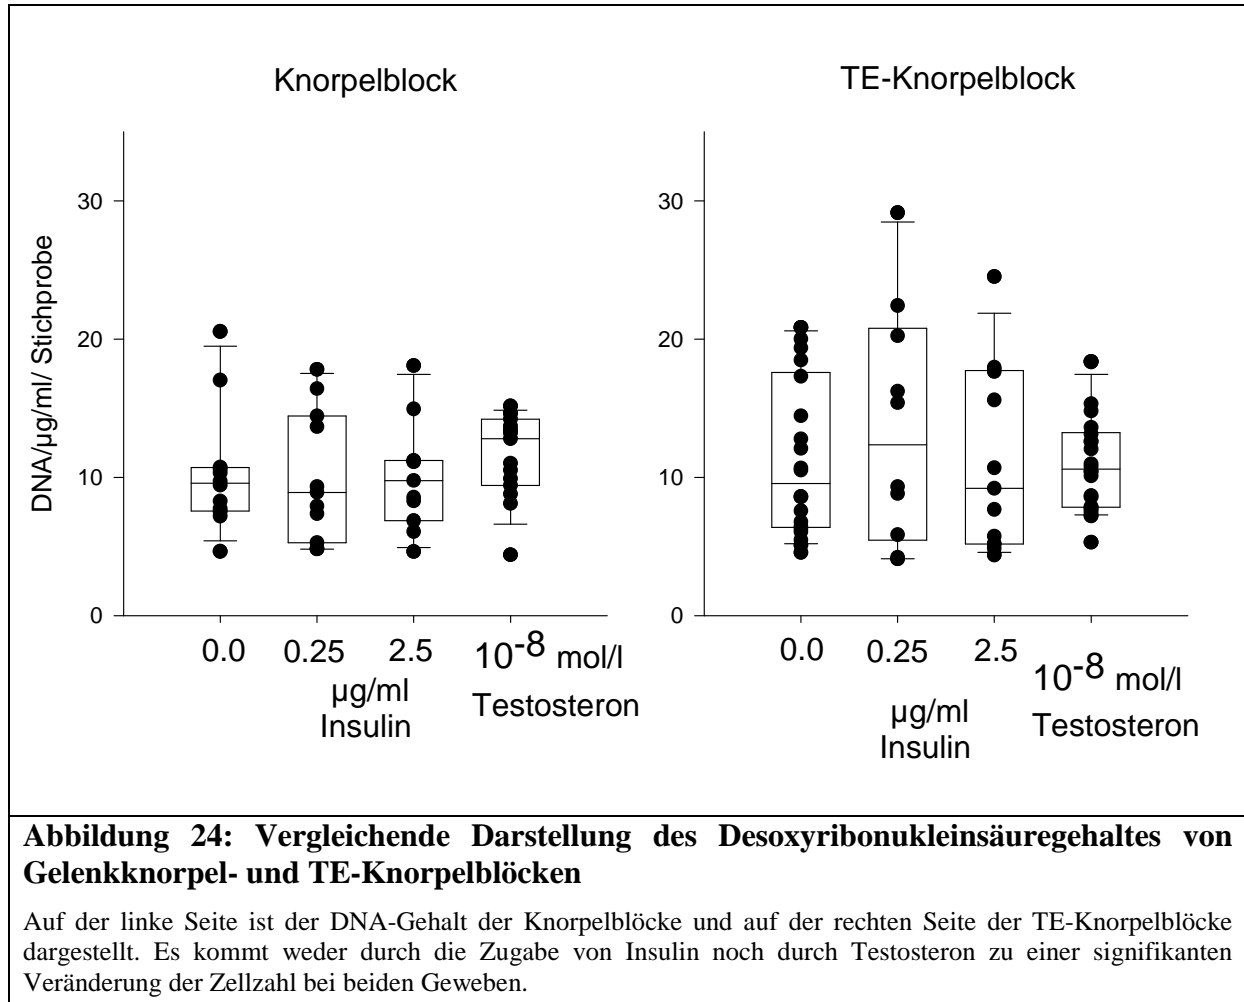 Knorpelblock
TE-Knorpelblock
DNA/µg/ml/ Stichprobe
30
20
10
0
0.0
0.25
2.5
10-8 mol/l
µg/ml
Insulin
Testosteron
30
20
10
0
0.0
0.25
2.5
10-8 mol/l
µg/ml
Insulin
Testosteron
Abbildung 24: Vergleichende Darstellung des Desoxyribonukleinsäuregehaltes von
Gelenkknorpel- und TE-Knorpelblöcken
Auf der linke Seite ist der DNA-Gehalt der Knorpelblöcke und auf der rechten Seite der TE-Knorpelblöcke
dargestellt. Es kommt weder durch die Zugabe von Insulin noch durch Testosteron zu einer signifikanten
Veränderung der Zellzahl bei beiden Geweben.